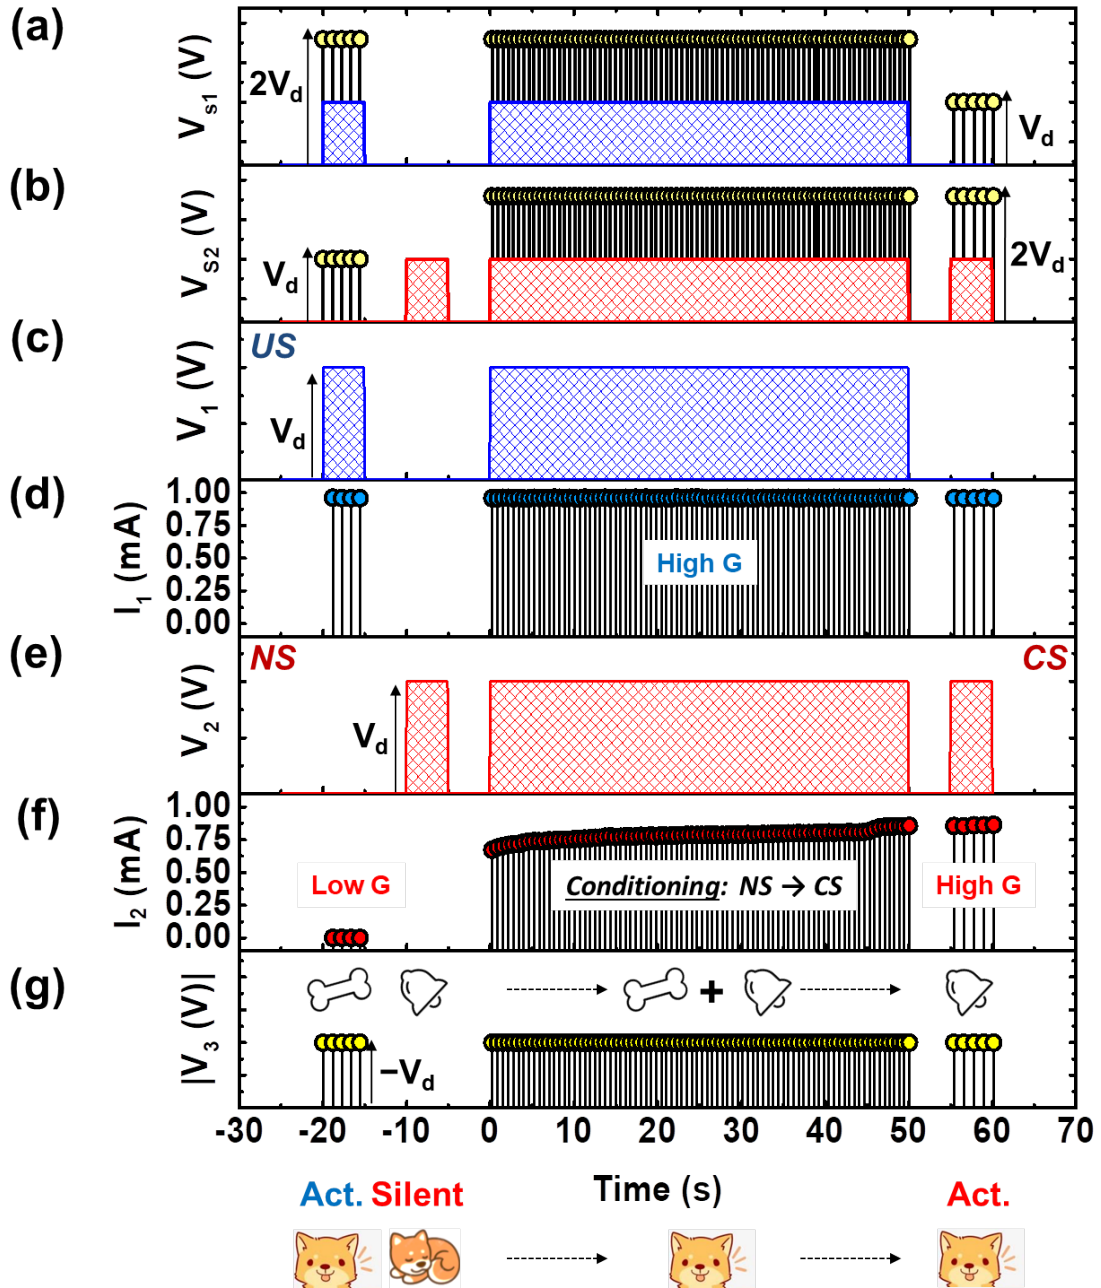 (a)
V_s1 (V)
2V_d
V_d
(b)
V_s2 (V)
V_d
2V_d
(c)
US
V_1 (V)
V_d
(d)
I_1 (mA)
1.00
0.75
0.50
0.25
0.00
High G
(e)
NS
CS
V_2 (V)
V_d
(f)
I_2 (mA)
1.00
0.75
0.50
0.25
0.00
Low G
Conditioning: NS → CS
High G
(g)
|V_3 (V)|
+
−V_d
-30 -20 -10 0 10 20 30 40 50 60 70
Time (s)
Act. Silent
Act.